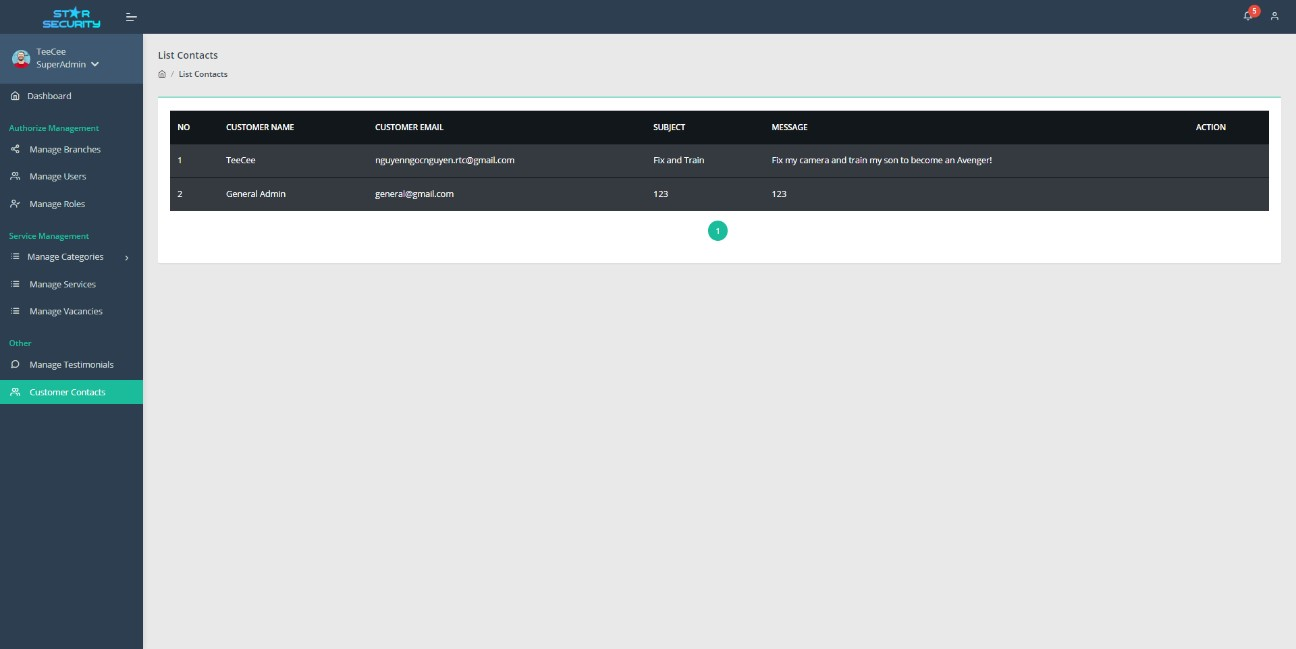 STAR
SECURITY
5
TeeCee
SuperAdmin
Dashboard
Authorize Management
Manage Branches
Manage Users
Manage Roles
Service Management
Manage Categories
Manage Services
Manage Vacancies
Other
Manage Testimonials
Customer Contacts
List Contacts
/ List Contacts
NO CUSTOMER NAME CUSTOMER EMAIL SUBJECT MESSAGE ACTION
1 TeeCee nguyenngocnguyen.rtc@gmail.com Fix and Train Fix my camera and train my son to become an Avenger!
2 General Admin general@gmail.com 123 123
1